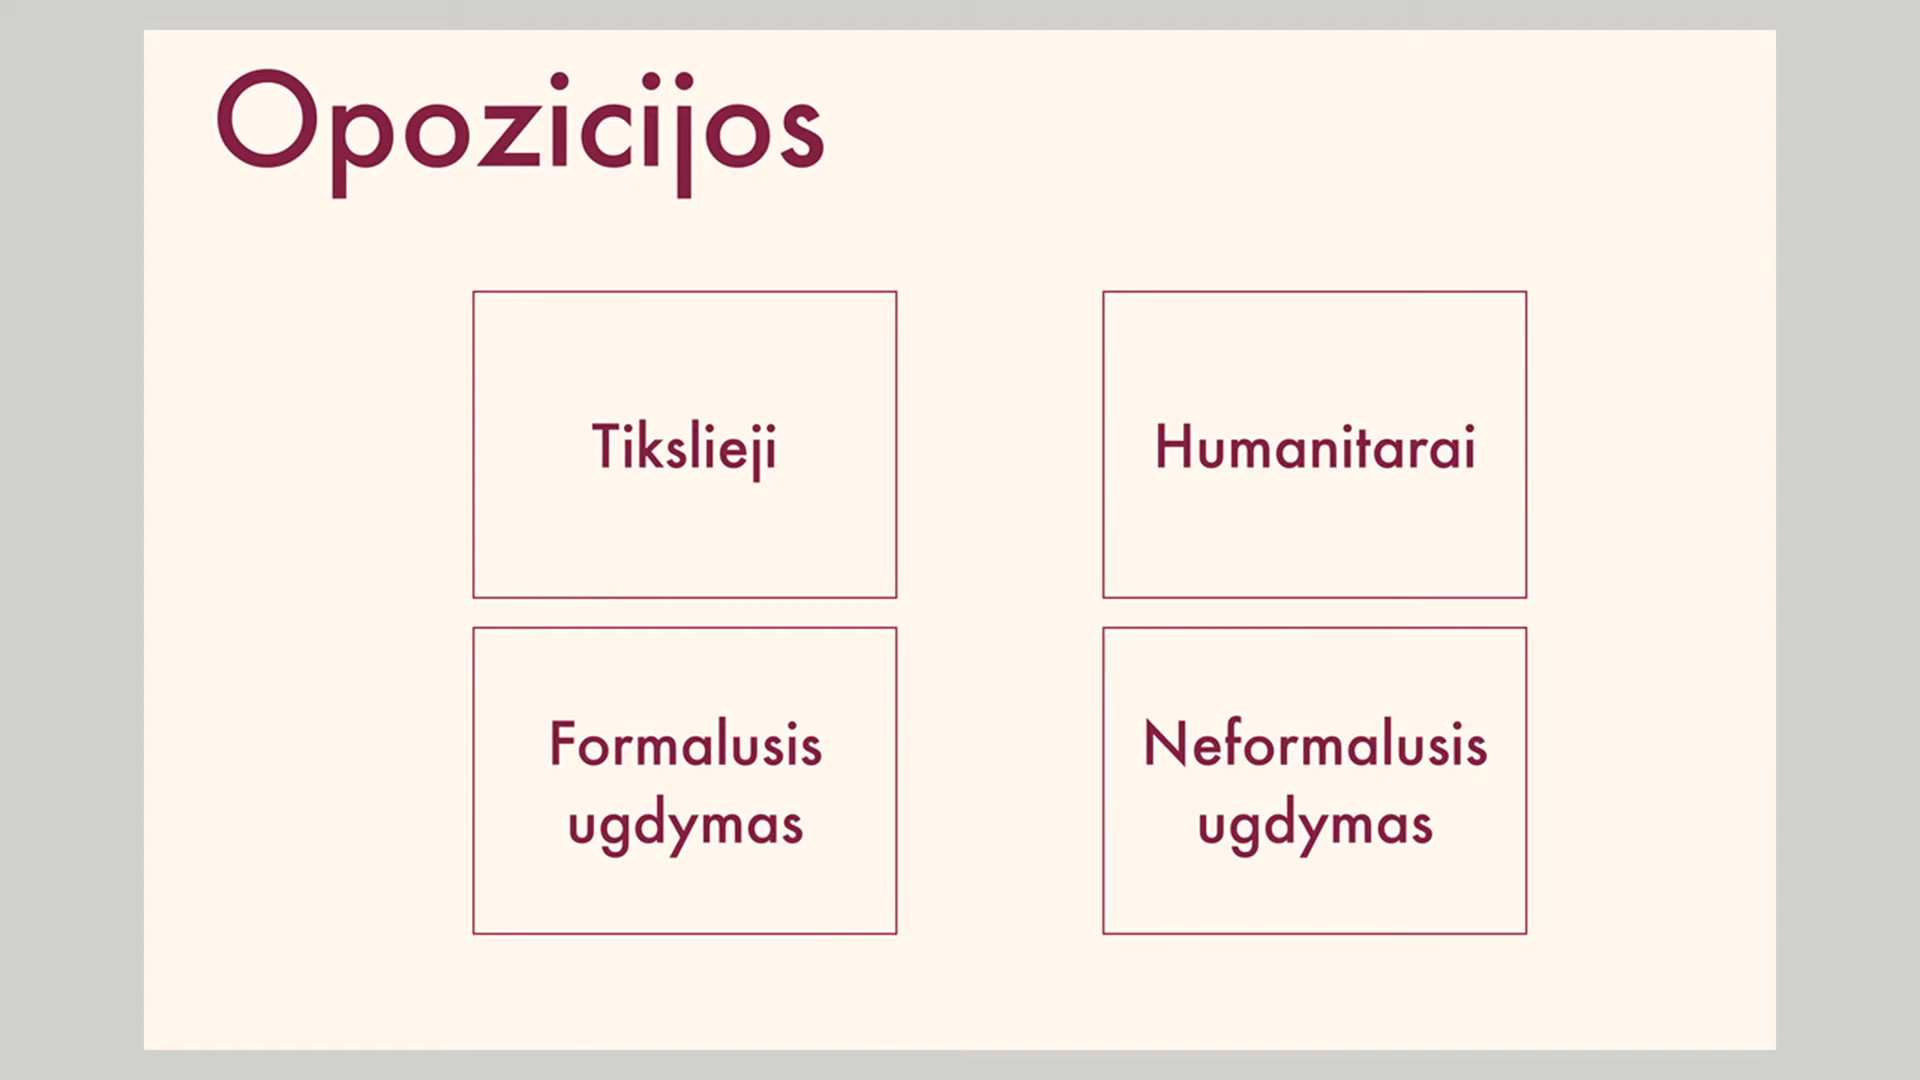 Opozicijos
Tikslieji
Humanitarai
Formalusis
ugdymas
Neformalusis
ugdymas